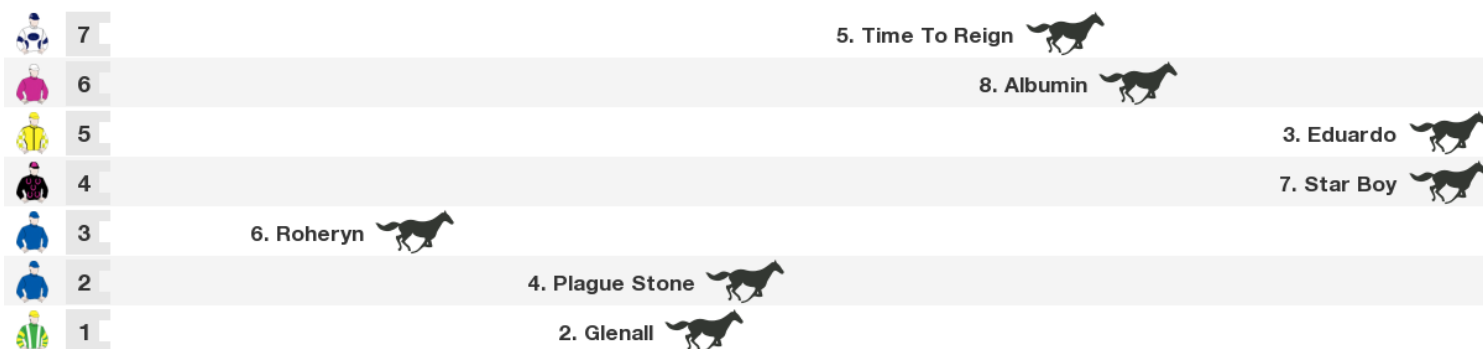 7 5. Time To Reign
6 8. Albumin
5 3. Eduardo
4 7. Star Boy
3 6. Roheryn
2 4. Plague Stone
1 2. Glenall